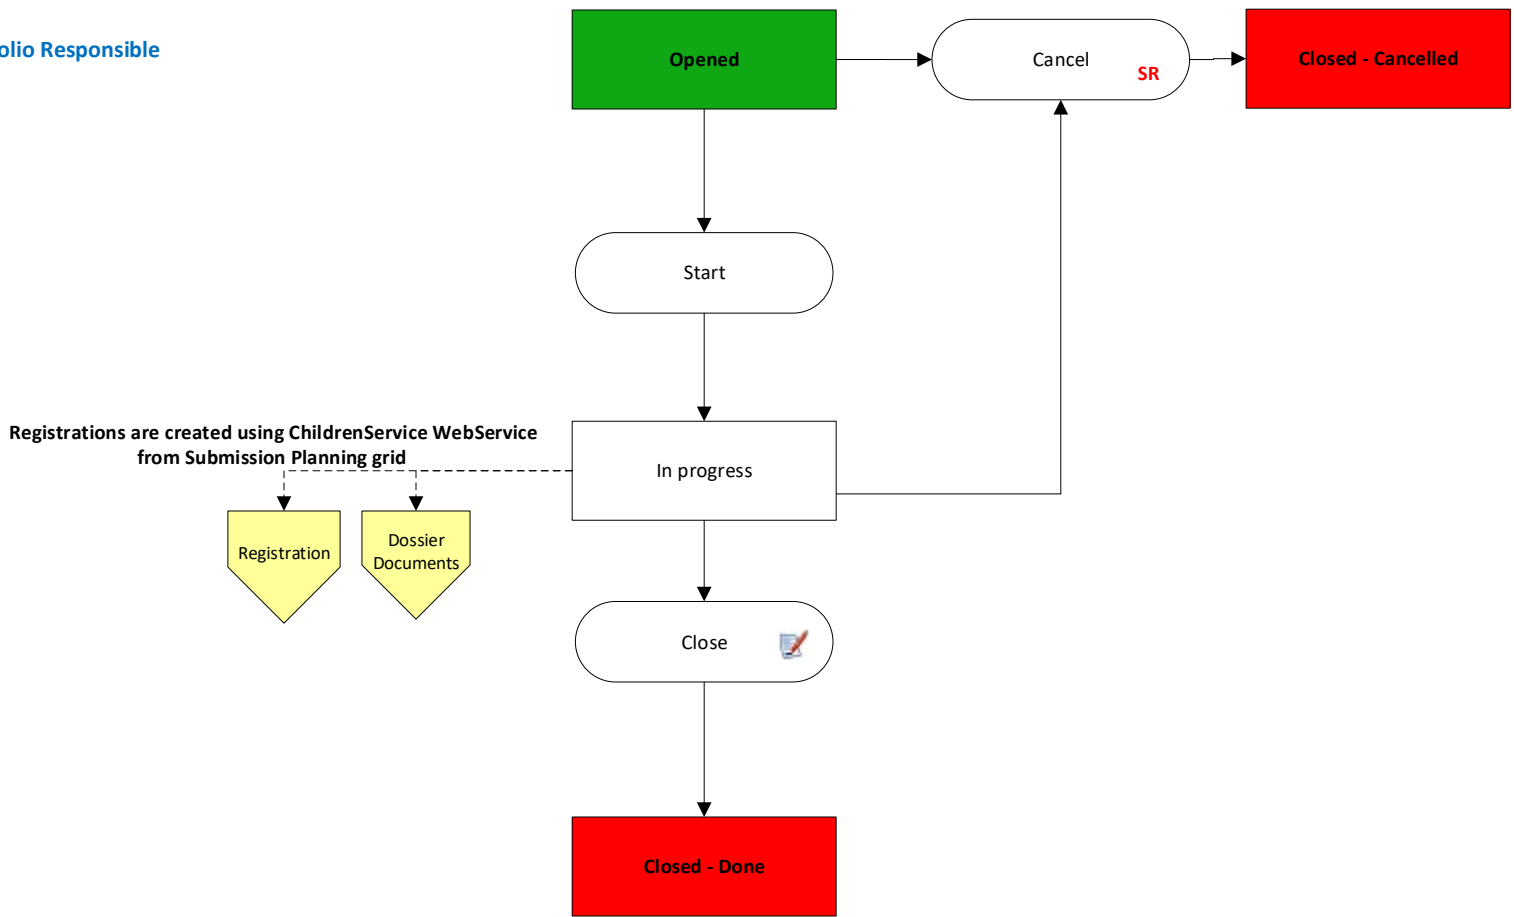 olio Responsible
Opened
Cancel
SR
Closed - Cancelled
Start
Registrations are created using ChildrenService WebService
from Submission Planning grid
In progress
Registration
Dossier
Documents
Close
Closed - Done